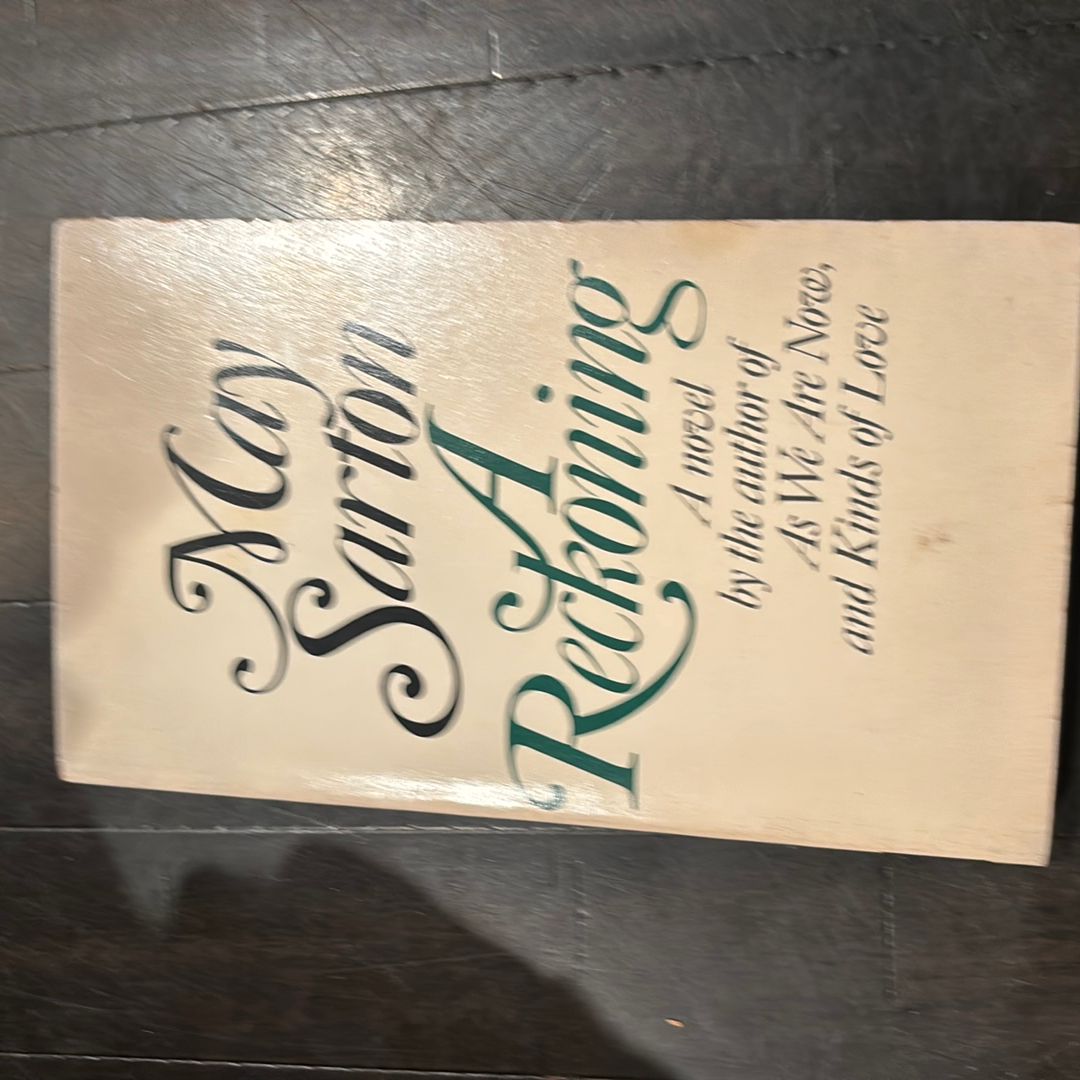 May
Sarton
A
Reckoning
A novel
by the author of
As We Are Now,
and Kinds of Love